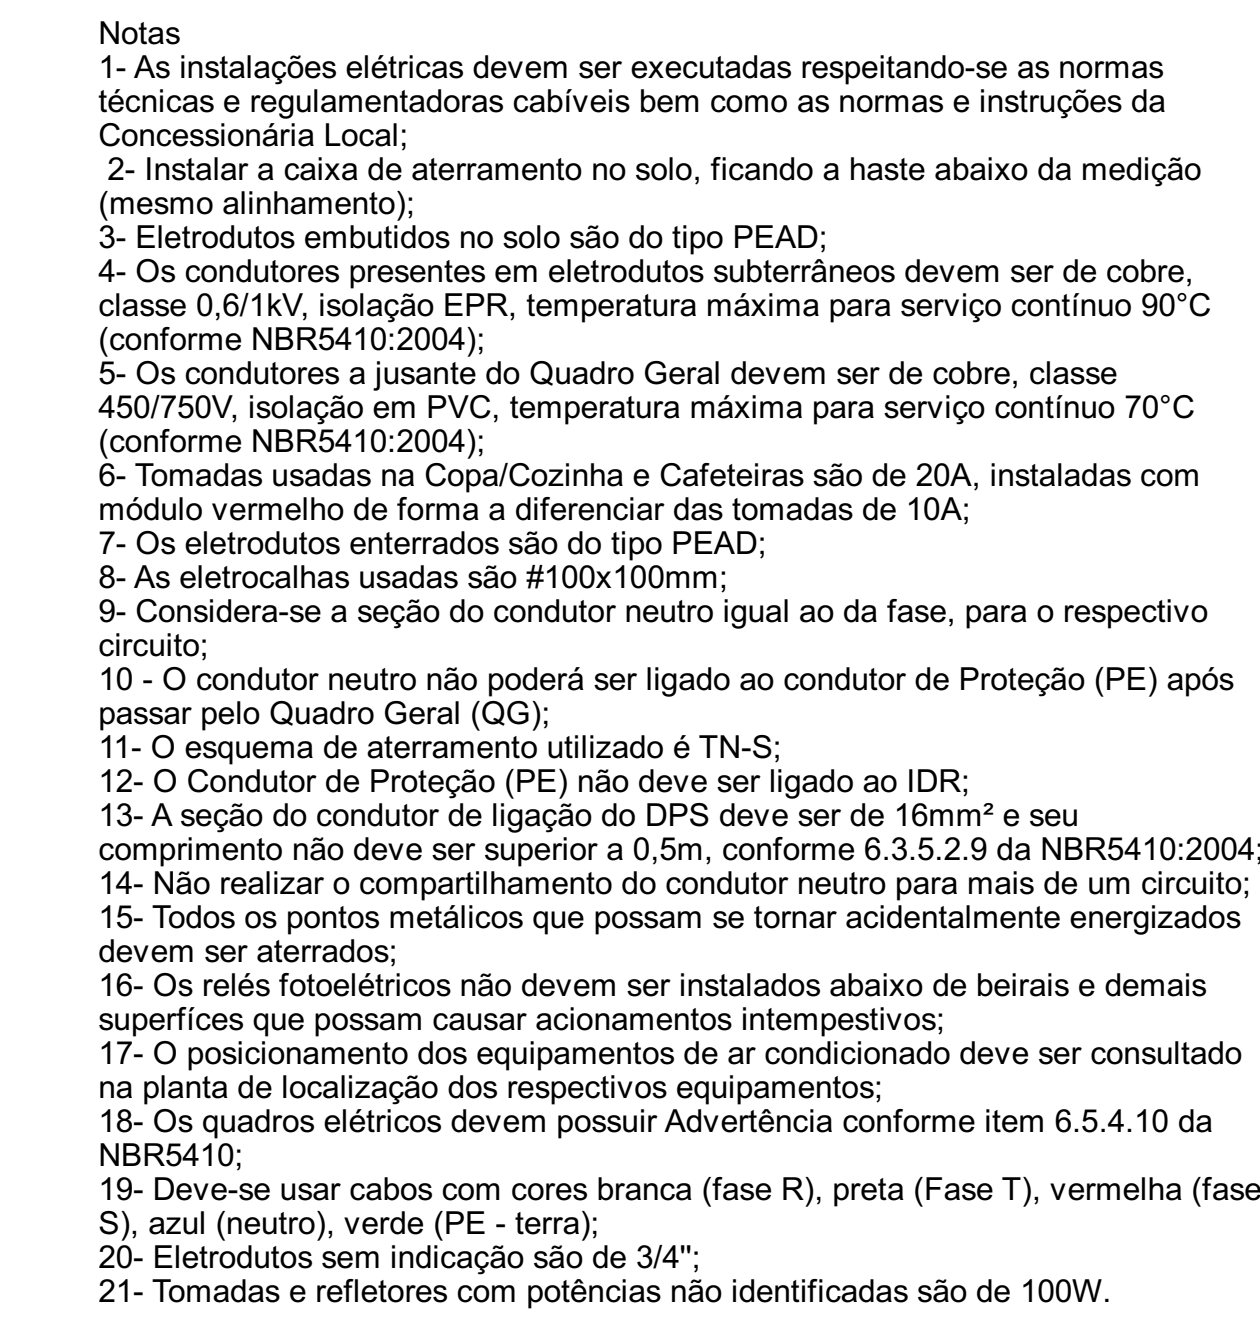 Notas
1- As instalações elétricas devem ser executadas respeitando-se as normas
técnicas e regulamentadoras cabíveis bem como as normas e instruções da
Concessionária Local;
2- Instalar a caixa de aterramento no solo, ficando a haste abaixo da medição
(mesmo alinhamento);
3- Eletrodutos embutidos no solo são do tipo PEAD;
4- Os condutores presentes em eletrodutos subterrâneos devem ser de cobre,
classe 0,6/1kV, isolação EPR, temperatura máxima para serviço contínuo 90°C
(conforme NBR5410:2004);
5- Os condutores a jusante do Quadro Geral devem ser de cobre, classe
450/750V, isolação em PVC, temperatura máxima para serviço contínuo 70°C
(conforme NBR5410:2004);
6- Tomadas usadas na Copa/Cozinha e Cafeteiras são de 20A, instaladas com
módulo vermelho de forma a diferenciar das tomadas de 10A;
7- Os eletrodutos enterrados são do tipo PEAD;
8- As eletrocalhas usadas são #100x100mm;
9- Considera-se a seção do condutor neutro igual ao da fase, para o respectivo
circuito;
10 - O condutor neutro não poderá ser ligado ao condutor de Proteção (PE) após
passar pelo Quadro Geral (QG);
11- O esquema de aterramento utilizado é TN-S;
12- O Condutor de Proteção (PE) não deve ser ligado ao IDR;
13- A seção do condutor de ligação do DPS deve ser de 16mm² e seu
comprimento não deve ser superior a 0,5m, conforme 6.3.5.2.9 da NBR5410:2004;
14- Não realizar o compartilhamento do condutor neutro para mais de um circuito;
15- Todos os pontos metálicos que possam se tornar acidentalmente energizados
devem ser aterrados;
16- Os relés fotoelétricos não devem ser instalados abaixo de beirais e demais
superfíces que possam causar acionamentos intempestivos;
17- O posicionamento dos equipamentos de ar condicionado deve ser consultado
na planta de localização dos respectivos equipamentos;
18- Os quadros elétricos devem possuir Advertência conforme item 6.5.4.10 da
NBR5410;
19- Deve-se usar cabos com cores branca (fase R), preta (Fase T), vermelha (fase
S), azul (neutro), verde (PE - terra);
20- Eletrodutos sem indicação são de 3/4";
21- Tomadas e refletores com potências não identificadas são de 100W.